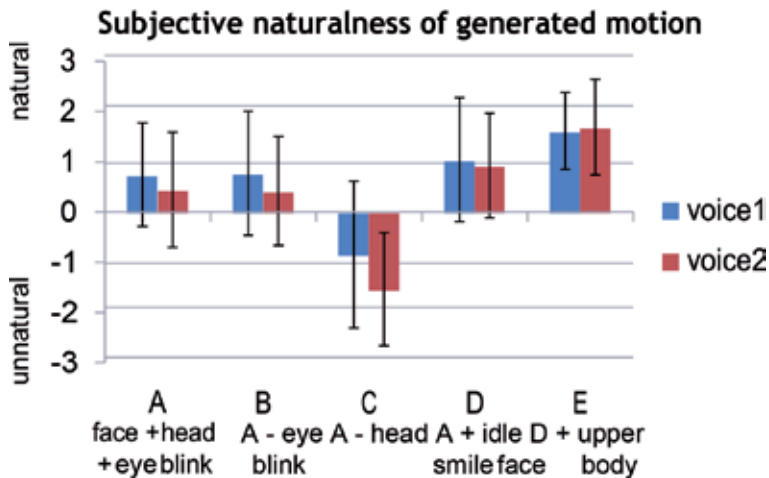 Subjective naturalness of generated motion
natural
unnatural
3
2
1
0
-1
-2
-3
voice1
voice2
A B C D E
face +head A - eye A - head A + idle D + upper
+ eye blink blink smile face body